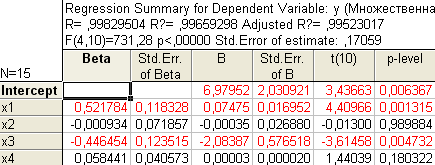 Regression Summary for Dependent Variable: y (Множественна
R= ,99829504 R?= ,99659298 Adjusted R?= ,99523017
F(4,10)=731,28 p<,00000 Std.Error of estimate: ,17059
N=15 Beta Std.Err. of Beta B Std.Err. of B t(10) p-level
Intercept 6,97952 2,030921 3,43663 0,006367
x1 0,521784 0,118328 0,07475 0,016952 4,40966 0,001315
x2 -0,000934 0,071857 -0,00035 0,026880 -0,01300 0,989884
x3 -0,446454 0,123515 -2,08387 0,576518 -3,61458 0,004732
x4 0,058441 0,040573 0,00003 0,000020 1,44039 0,180322